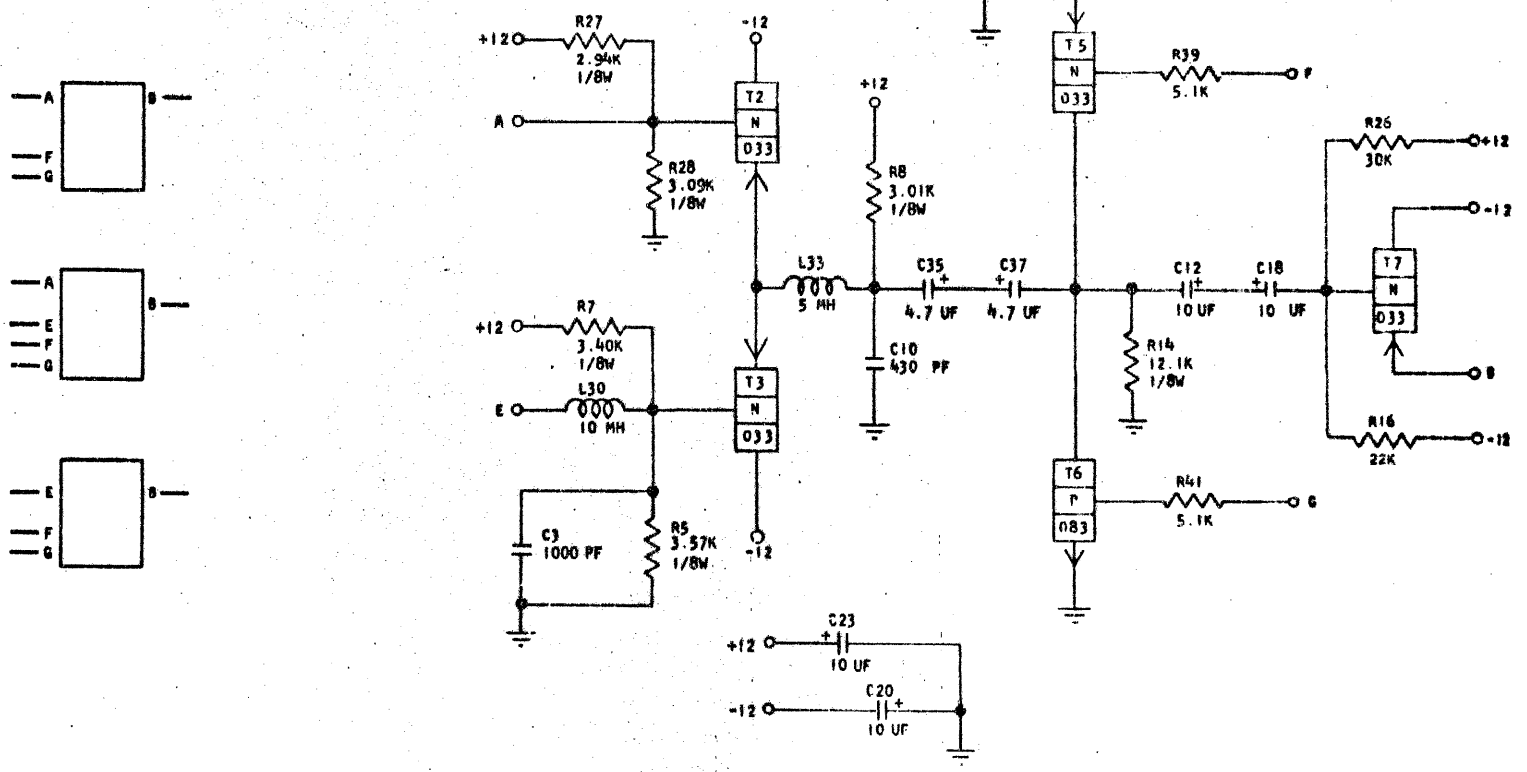 A
B
F
G
A
B
E
F
G
E
B
F
G
+12
R27
2.94K
1/8W
-12
T2
N
033
A
R28
3.09K
1/8W
+12
R8
3.01K
1/8W
L33
5 MH
C35
+
4.7 UF
C37
+
4.7 UF
C10
430 PF
+12
R7
3.40K
1/8W
E
L30
10 MH
T3
N
033
-12
C3
1000 PF
R5
3.57K
1/8W
T5
N
033
R39
5.1K
F
R14
12.1K
1/8W
C12
+
10 UF
C18
+
10 UF
R26
30K
+12
-12
T7
N
033
B
R16
22K
-12
T6
P
083
R41
5.1K
G
+12
+
C23
10 UF
-12
C20
+
10 UF